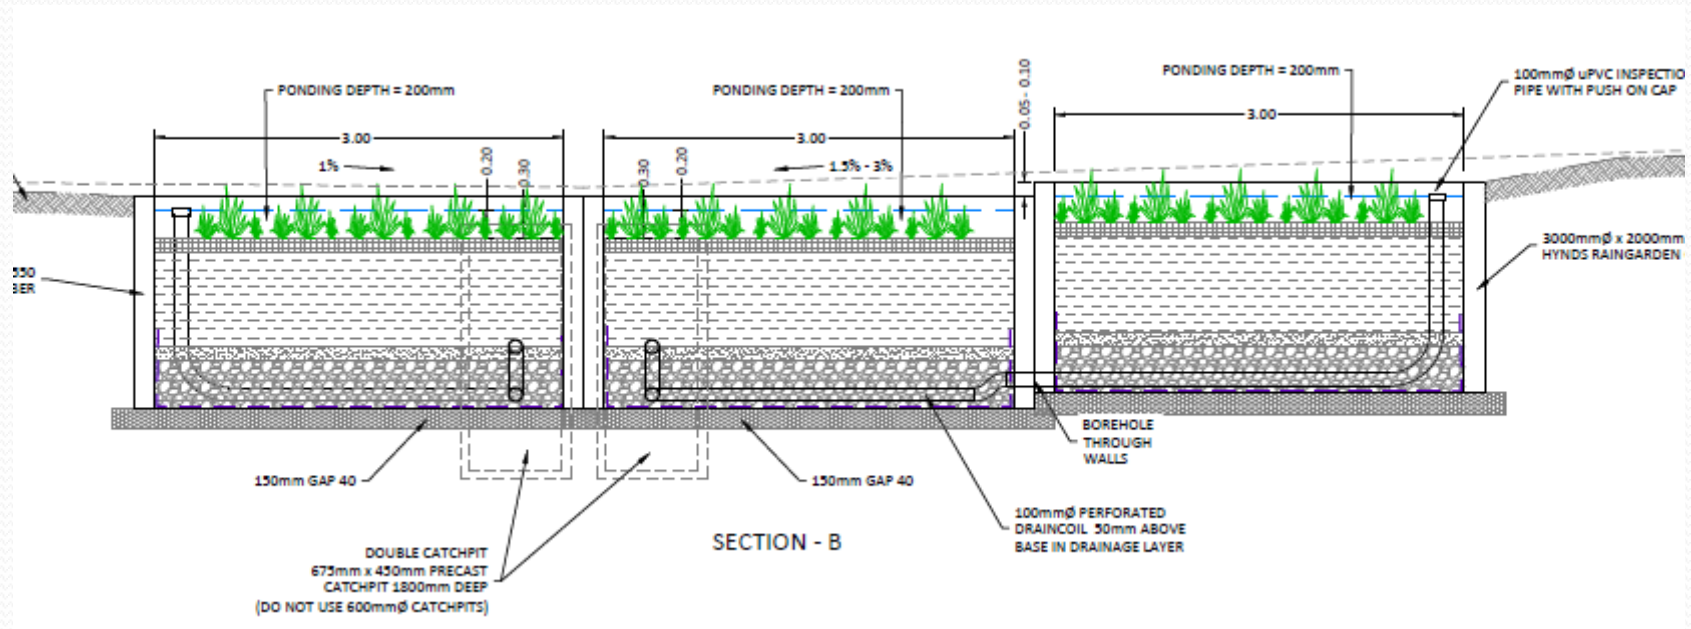 PONDING DEPTH = 200mm
PONDING DEPTH = 200mm
PONDING DEPTH = 200mm
100mmØ uPVC INSPECTIO
PIPE WITH PUSH ON CAP
0.05 - 0.10
3.00
3.00
3.00
1%
0.20
0.30
0.30
0.20
1.5% - 3%
3000mmØ x 2000mm
HYNDS RAINGARDEN
550
BER
BOREHOLE
THROUGH
WALLS
150mm GAP 40
150mm GAP 40
100mmØ PERFORATED
DRAINCOIL 50mm ABOVE
BASE IN DRAINAGE LAYER
SECTION - B
DOUBLE CATCHPIT
675mm x 450mm PRECAST
CATCHPIT 1800mm DEEP
(DO NOT USE 600mmØ CATCHPITS)